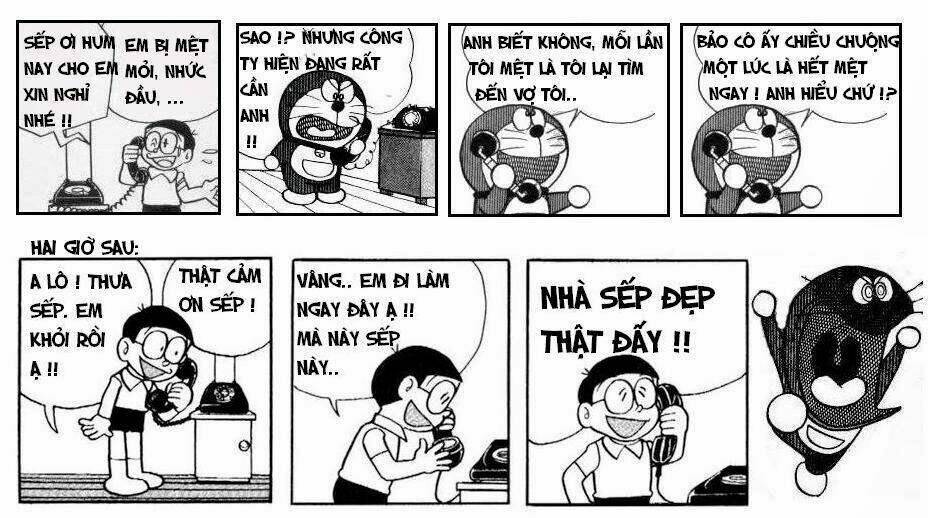 SẾP ƠI HUM
NAY CHO EM
XIN NGHỈ
NHÉ !!
EM BỊ MỆT
MỎI, NHỨC
ĐẦU, ...
SAO !? NHƯNG CÔNG
TY HIỆN ĐANG RẤT
CẦN
ANH
!!
ANH BIẾT KHÔNG, MỖI LẦN
TÔI MỆT LÀ TÔI LẠI TÌM
ĐẾN VỢ TÔI..
BẢO CÔ ẤY CHIỀU CHUỘNG
MỘT LÚC LÀ HẾT MỆT
NGAY ! ANH HIỂU CHỨ !?
HAI GIỜ SAU:
A LÔ ! THƯA
SẾP. EM
KHỎI RỒI
Ạ !!
THẬT CẢM
ƠN SẾP !
VÂNG.. EM ĐI LÀM
NGAY ĐÂY Ạ !!
MÀ NÀY SẾP
NÀY..
NHÀ SẾP ĐẸP
THẬT ĐẤY !!